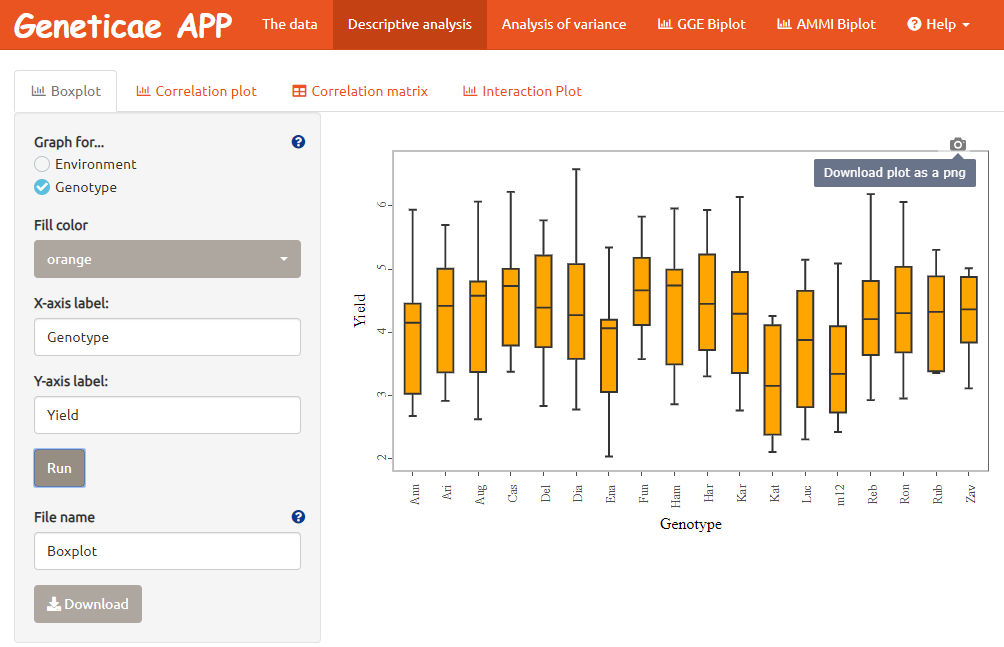 Geneticae APP The data Descriptive analysis Analysis of variance GGE Biplot AMMI Biplot Help
Boxplot Correlation plot Correlation matrix Interaction Plot
Graph for...
Environment
Genotype
Fill color
orange
X-axis label:
Genotype
Y-axis label:
Yield
Run
File name
Boxplot
Download
Download plot as a png
Yield
6
5
4
3
2
Ann Ari Aug Cas Del Dia Ena Fun Ham Har Kar Kat Luc m12 Reb Ron Rub Zav
Genotype